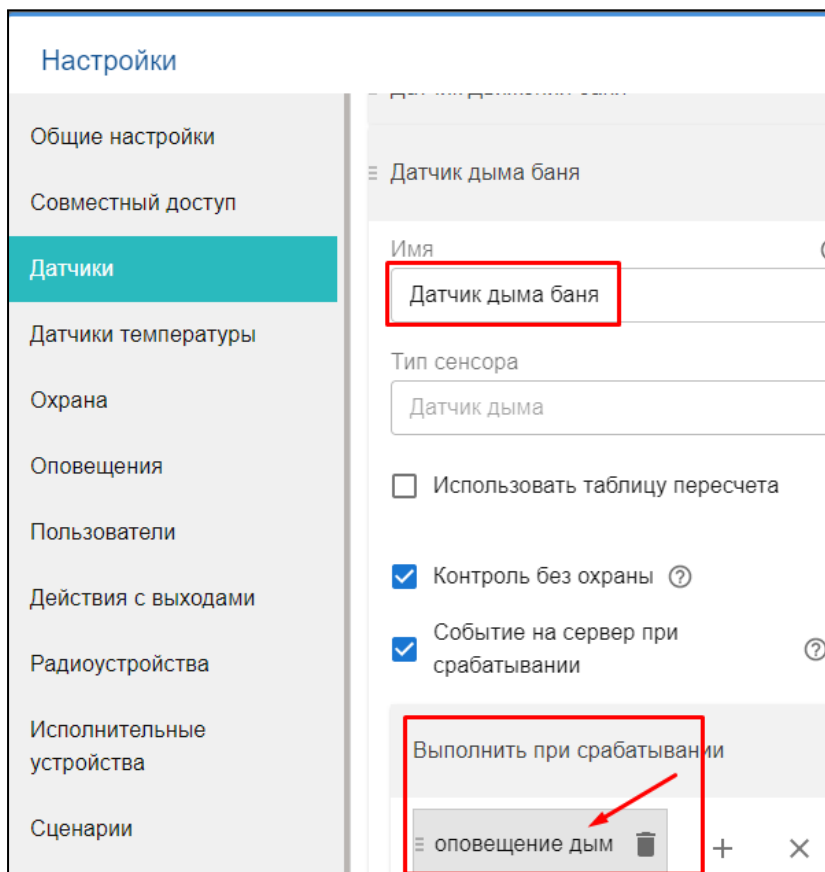 Настройки
Общие настройки
Совместный доступ
Датчики
Датчики температуры
Охрана
Оповещения
Пользователи
Действия с выходами
Радиоустройства
Исполнительные
устройства
Сценарии
Датчик дыма баня
Имя
Датчик дыма баня
Тип сенсора
Датчик дыма
Использовать таблицу пересчета
Контроль без охраны
Событие на сервер при
срабатывании
Выполнить при срабатывании
оповещение дым